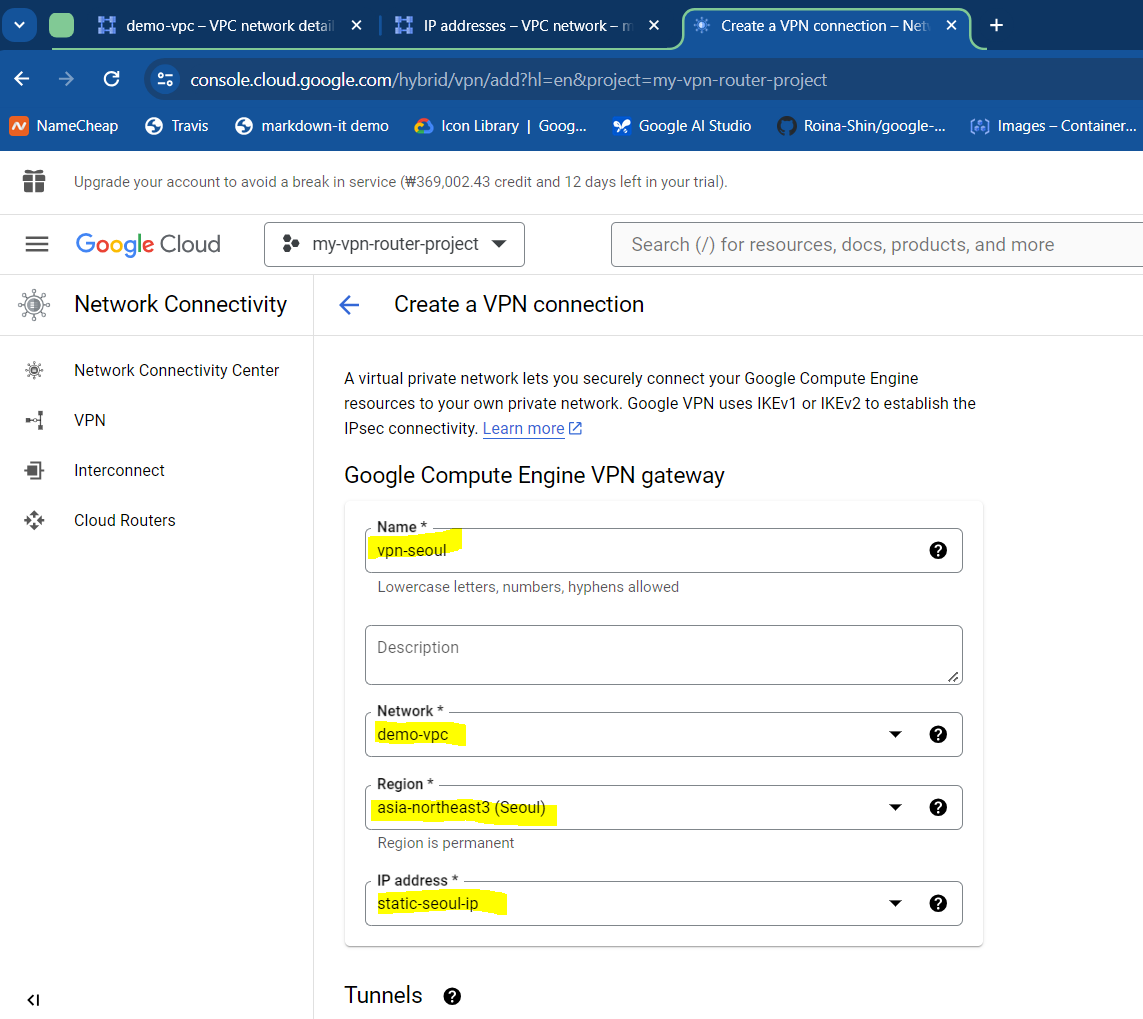 demo-vpc – VPC network detail
IP addresses – VPC network – m
Create a VPN connection – Net
console.cloud.google.com/hybrid/vpn/add?hl=en&project=my-vpn-router-project
NameCheap
Travis
markdown-it demo
Icon Library | Goog...
Google AI Studio
Roina-Shin/google-...
Images – Container...
Upgrade your account to avoid a break in service (₩369,002.43 credit and 12 days left in your trial).
Google Cloud
my-vpn-router-project
Search (/) for resources, docs, products, and more
Network Connectivity
Create a VPN connection
Network Connectivity Center
VPN
Interconnect
Cloud Routers
A virtual private network lets you securely connect your Google Compute Engine
resources to your own private network. Google VPN uses IKEv1 or IKEv2 to establish the
IPsec connectivity. Learn more
Google Compute Engine VPN gateway
Name *
vpn-seoul
Lowercase letters, numbers, hyphens allowed
Description
Network *
demo-vpc
Region *
asia-northeast3 (Seoul)
Region is permanent
IP address *
static-seoul-ip
Tunnels